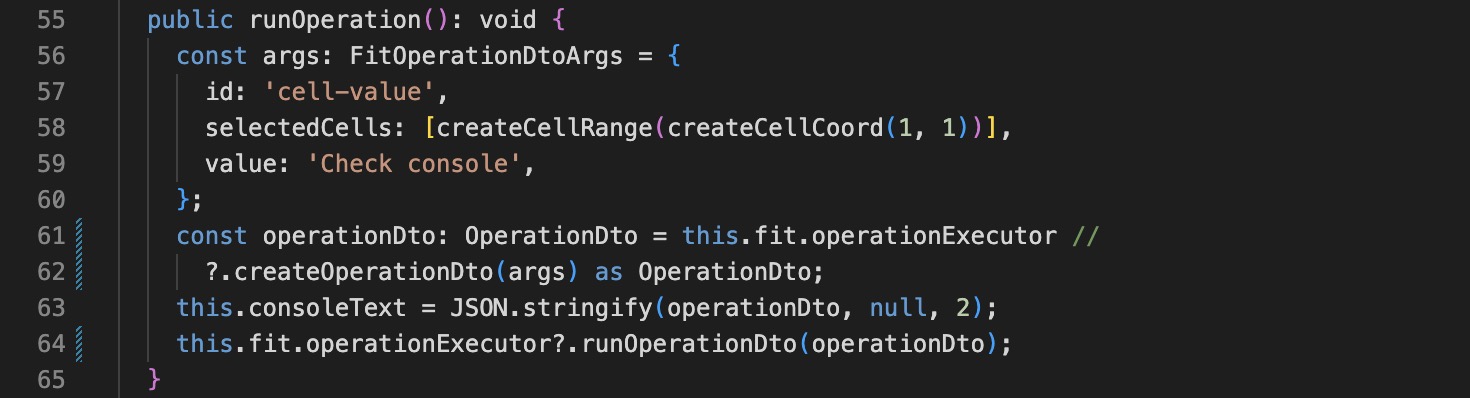 55 public runOperation(): void {
56 const args: FitOperationDtoArgs = {
57 id: 'cell-value',
58 selectedCells: [createCellRange(createCellCoord(1, 1))],
59 value: 'Check console',
60 };
61 const operationDto: OperationDto = this.fit.operationExecutor //
62 ?.createOperationDto(args) as OperationDto;
63 this.consoleText = JSON.stringify(operationDto, null, 2);
64 this.fit.operationExecutor?.runOperationDto(operationDto);
65 }